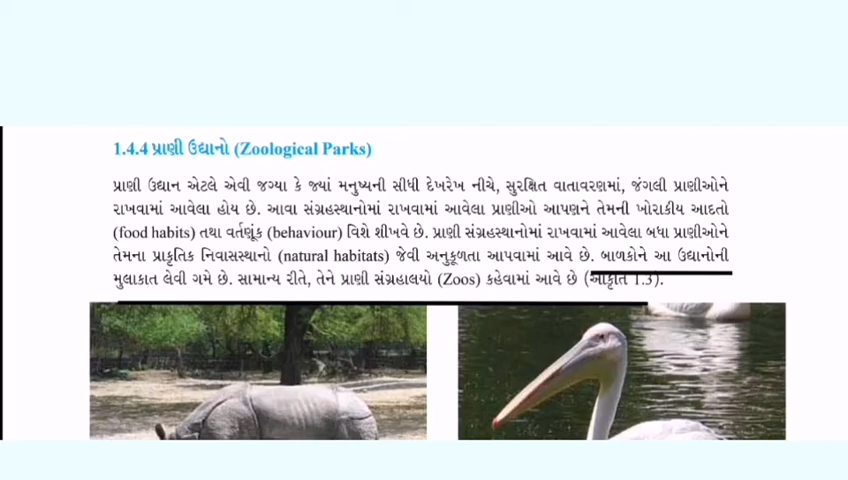 1.4.4 પ્રાણી ઉદ્યાનો (Zoological Parks)
પ્રાણી ઉદ્યાન એટલે એવી જગ્યા કે જ્યાં મનુષ્યની સીધી દેખરેખ નીચે, સુરક્ષિત વાતાવરણમાં, જંગલી પ્રાણીઓને
રાખવામાં આવેલા હોય છે. આવા સંગ્રહસ્થાનોમાં રાખવામાં આવેલા પ્રાણીઓ આપણને તેમની ખોરાકીય આદતો
(food habits) તથા વર્તણૂંક (behaviour) વિશે શીખવે છે. પ્રાણી સંગ્રહસ્થાનોમાં રાખવામાં આવેલા બધા પ્રાણીઓને
તેમના પ્રાકૃતિક નિવાસસ્થાનો (natural habitats) જેવી અનુકૂળતા આપવામાં આવે છે. બાળકોને આ ઉદ્યાનોની
મુલાકાત લેવી ગમે છે. સામાન્ય રીતે, તેને પ્રાણી સંગ્રહાલયો (Zoos) કહેવામાં આવે છે (આકૃતિ 1.3).